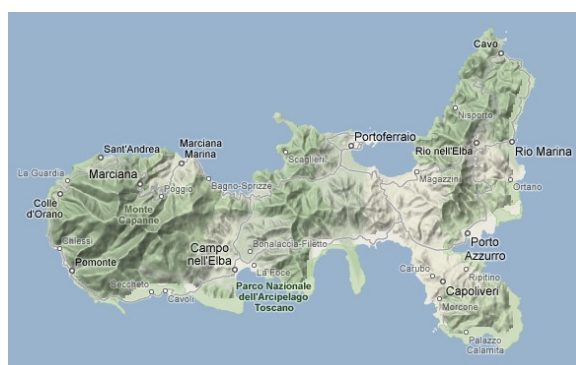 Cavo
Nisporto
Portoferraio
Rio nell'Elba
Rio Marina
Scaglieri
Sant'Andrea
Marciana
Marina
La Guardia
Marciana
Poggio
Bagno-Sprizze
Magazzini
Ortano
Colle
d'Orano
Monte
Capanne
Chiessi
Campo
nell'Elba
Bonalaccia-Filetto
Porto
Azzurro
Pomonte
La Foce
Seccheto
Cavoli
Parco Nazionale
dell'Arcipelago
Toscano
Carubo
Ripitino
Capoliveri
Morcone
Palazzo
Calamita